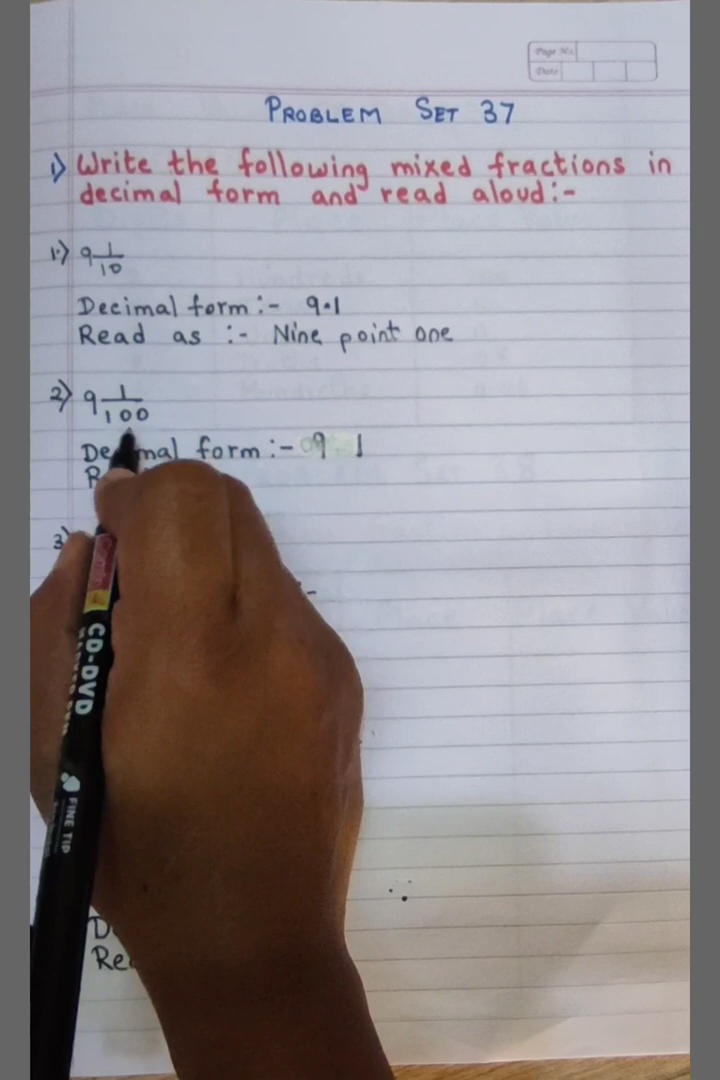 Page No.
Date
PROBLEM SET 37
1) Write the following mixed fractions in
decimal form and read aloud:-
1.) 9 1/10
Decimal form :- 9.1
Read as :- Nine point one
2) 9 1/100
form :- 9 1
3)
CD-DVD
FINE TIP